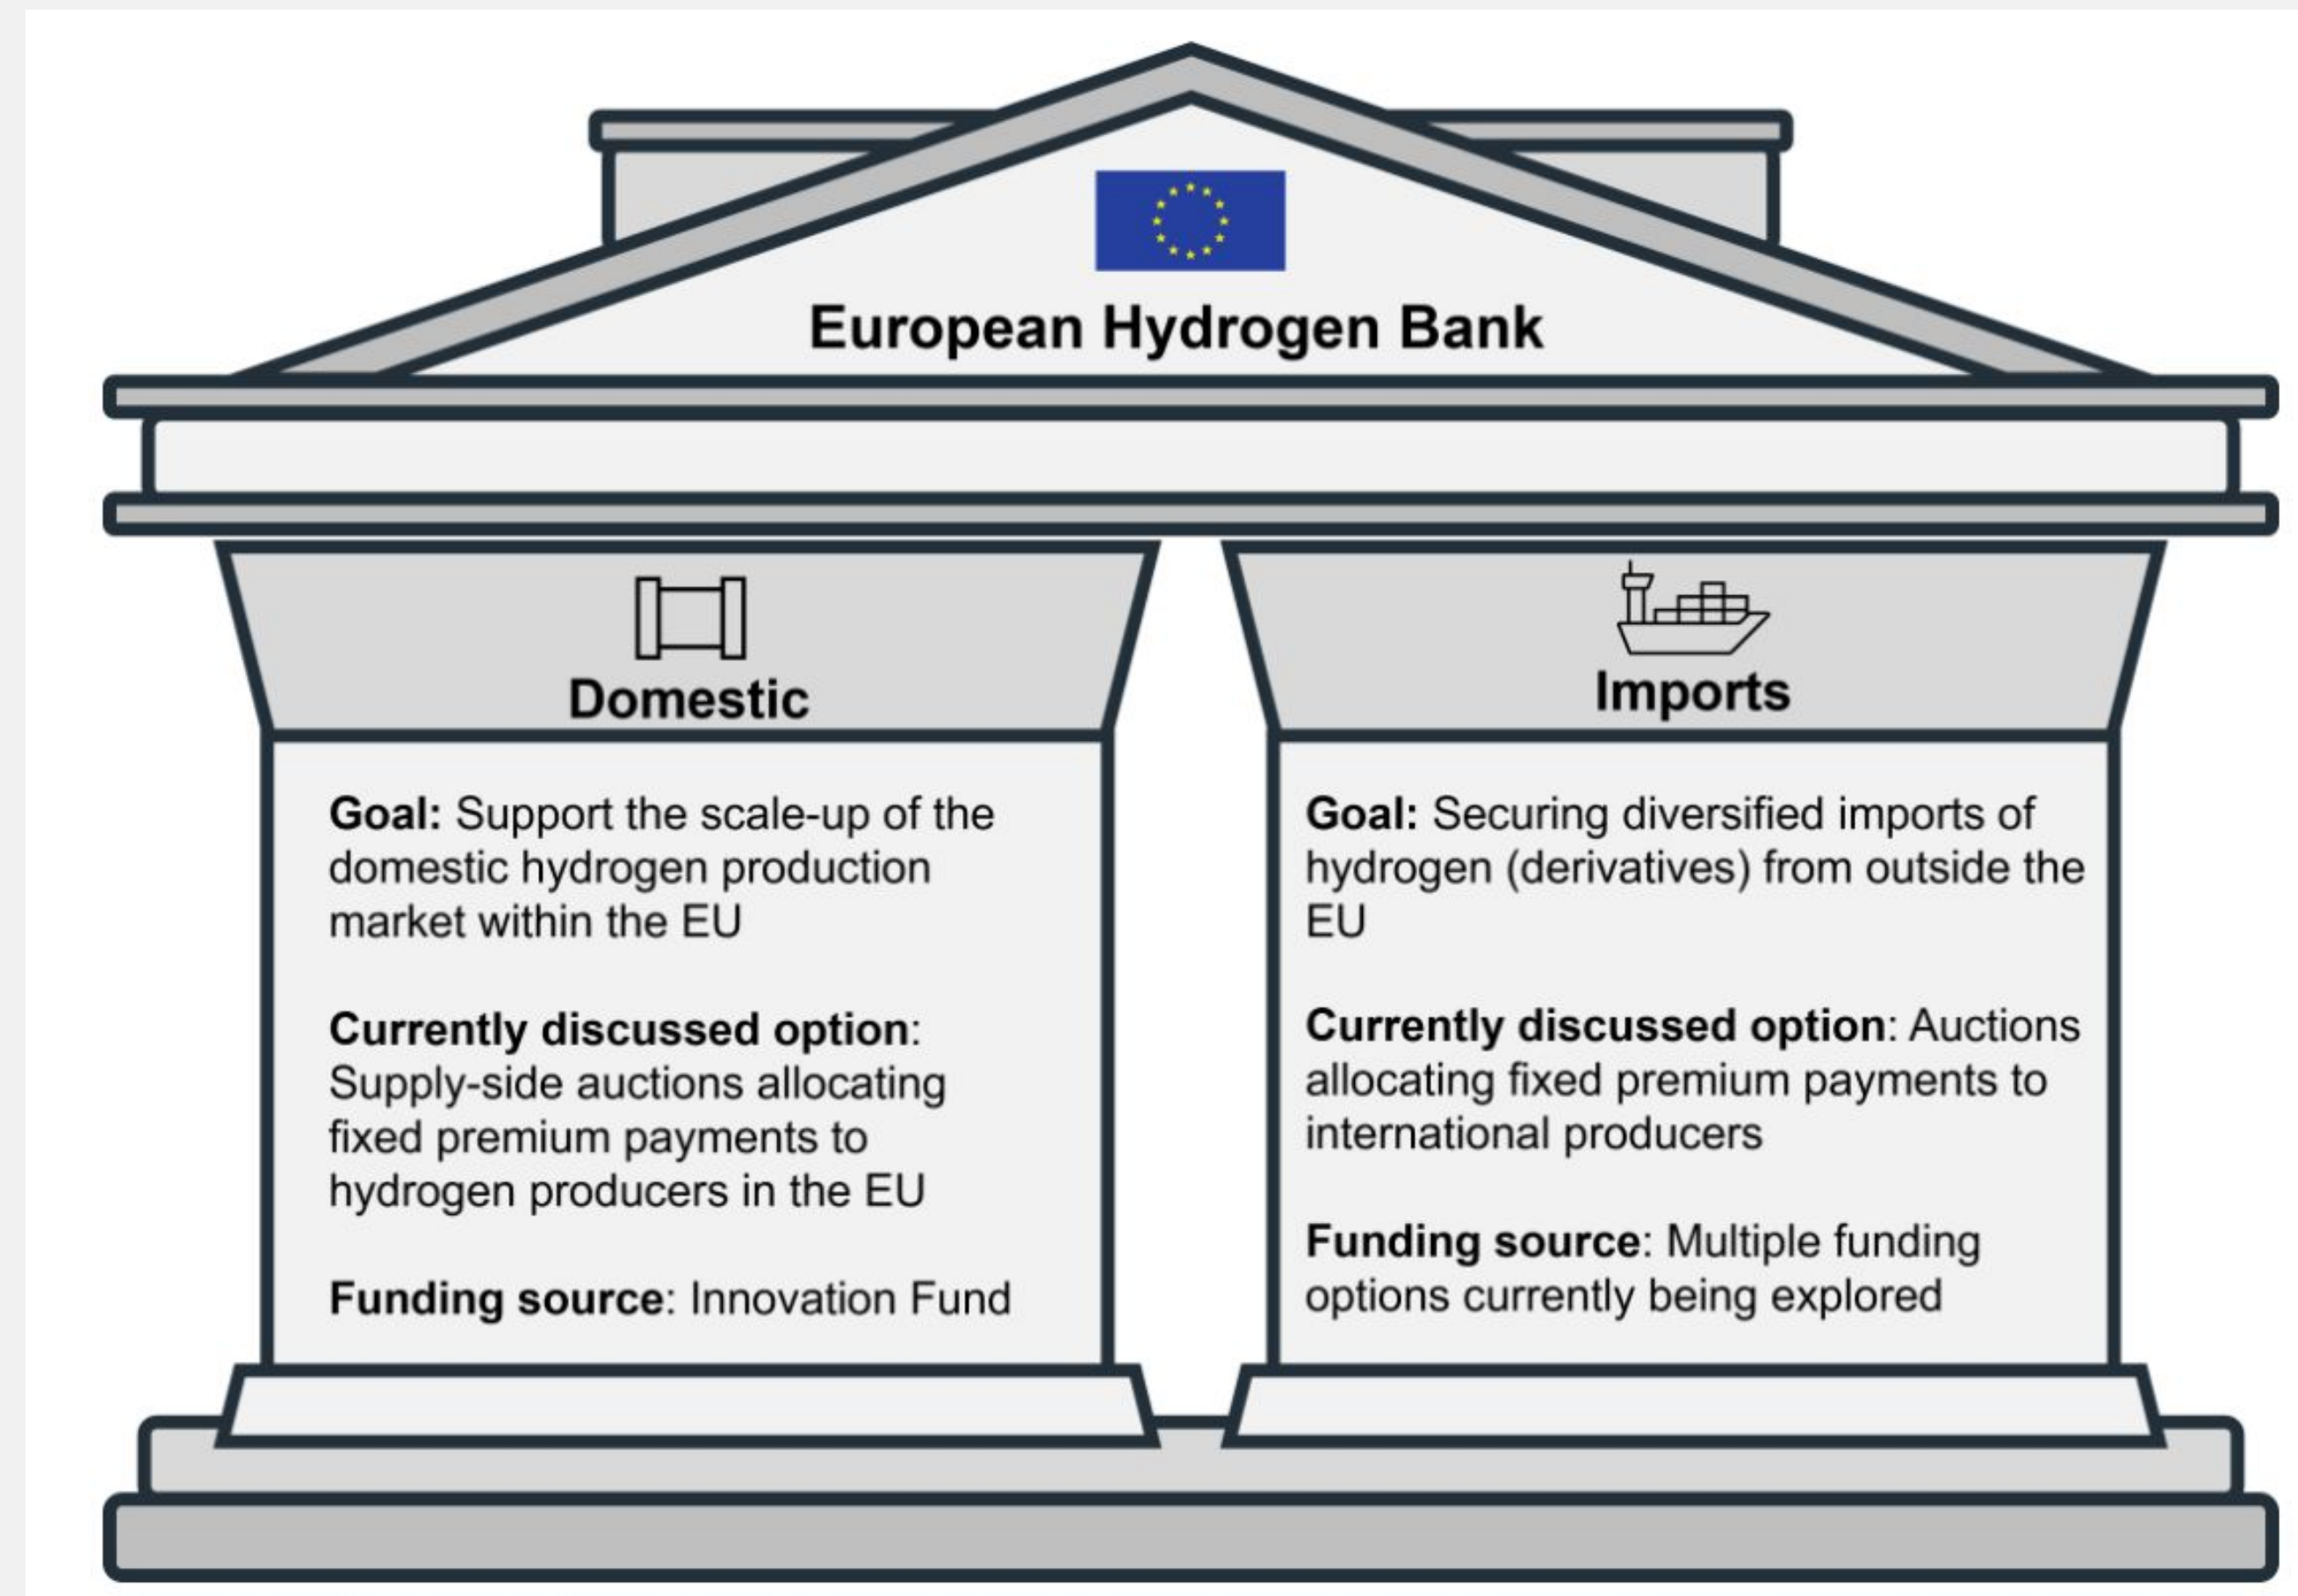 European Hydrogen Bank
Domestic
Goal: Support the scale-up of the
domestic hydrogen production
market within the EU
Currently discussed option:
Supply-side auctions allocating
fixed premium payments to
hydrogen producers in the EU
Funding source: Innovation Fund
Imports
Goal: Securing diversified imports of
hydrogen (derivatives) from outside the
EU
Currently discussed option: Auctions
allocating fixed premium payments to
international producers
Funding source: Multiple funding
options currently being explored